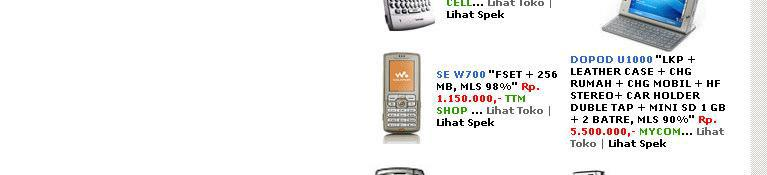 CELL... Lihat Toko |
Lihat Spek
SE W700 "FSET + 256
MB, MLS 98%" Rp.
1.150.000,- TTM
SHOP ... Lihat Toko |
Lihat Spek
DOPOD U1000 "LKP +
LEATHER CASE + CHG
RUMAH + CHG MOBIL + HF
STEREO+ CAR HOLDER
DUBLE TAP + MINI SD 1 GB
+ 2 BATRE, MLS 90%" Rp.
5.500.000,- MYCOM... Lihat
Toko | Lihat Spek